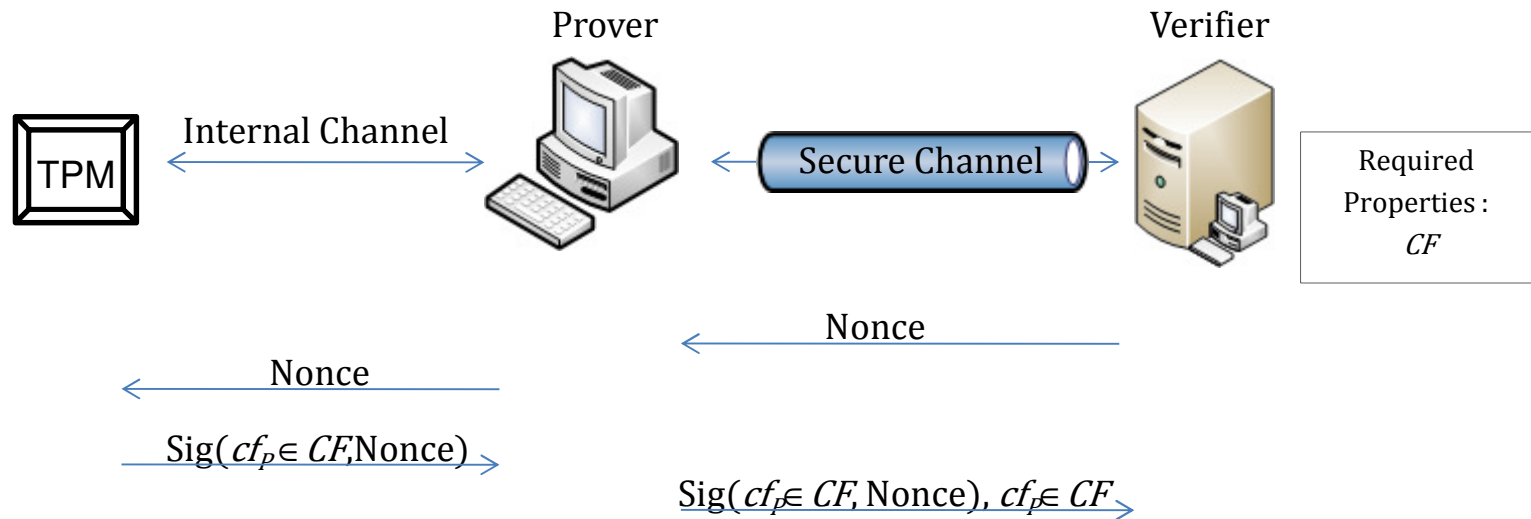 Prover
Verifier
TPM
Internal Channel
Secure Channel
Required
Properties :
CF
Nonce
Nonce
Sig(cfₚ∈ CF,Nonce)
Sig(cfₚ∈ CF, Nonce), cfₚ∈ CF